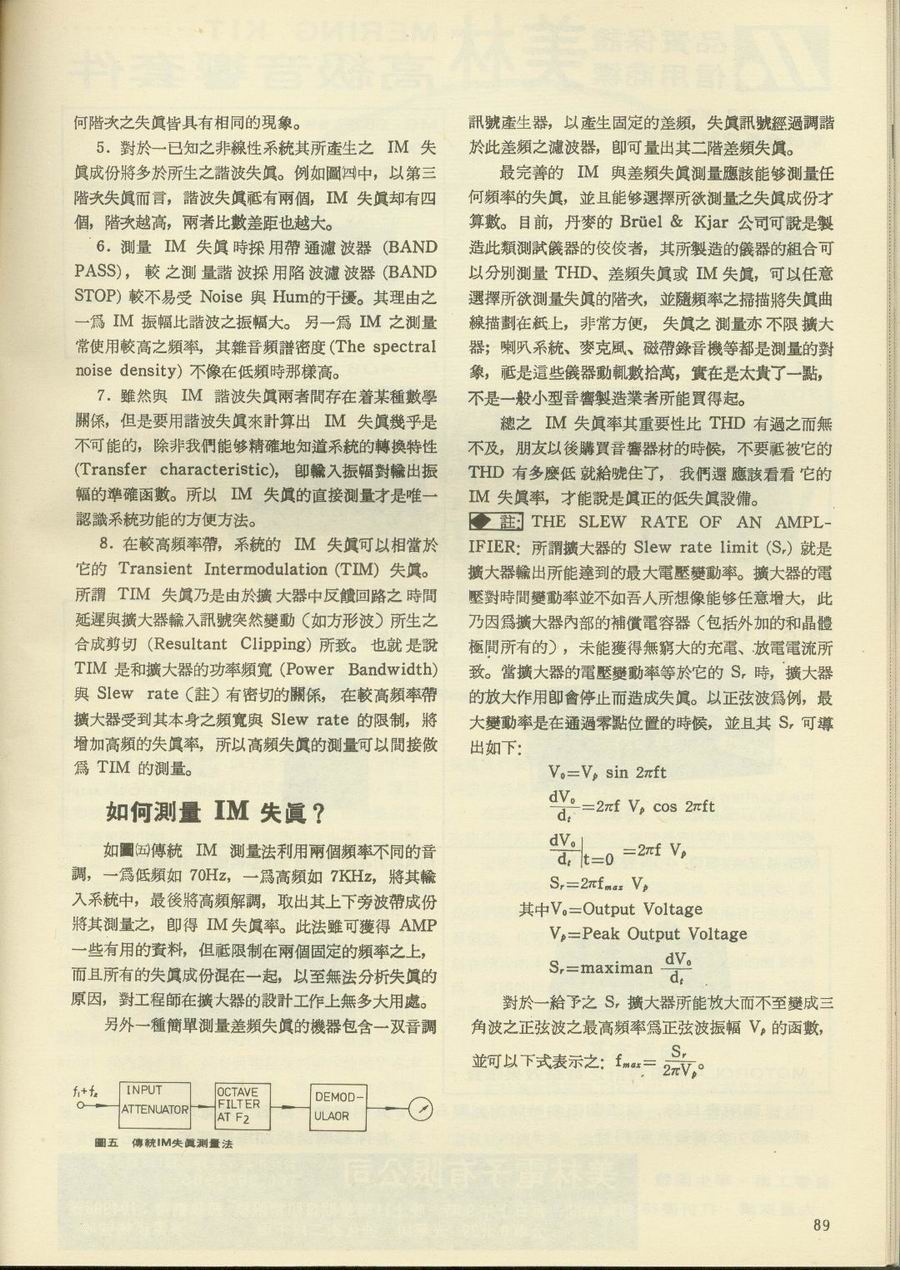 何階次之失眞皆具有相同的現象。
5. 對於一已知之非線性系統其所產生之 IM 失
眞成份將多於所生之諧波失眞。例如圖㈣中，以第三
階次失眞而言，諧波失眞祗有兩個，IM 失眞却有四
個，階次越高，兩者比數差距也越大。
6. 測量 IM 失眞時採用帶通濾波器 (BAND
PASS)，較之測量諧波採用陷波濾波器 (BAND
STOP) 較不易受 Noise 與 Hum的干擾。其理由之
一爲 IM 振幅比諧波之振幅大。另一爲 IM 之測量
常使用較高之頻率，其雜音頻譜密度 (The spectral
noise density) 不像在低頻時那樣高。
7. 雖然與 IM 諧波失眞兩者間存在着某種數學
關係，但是要用諧波失眞來計算出 IM 失眞幾乎是
不可能的，除非我們能够精確地知道系統的轉換特性
(Transfer characteristic)，卽輸入振幅對輸出振
幅的準確函數。所以 IM 失眞的直接測量才是唯一
認識系統功能的方便方法。
8. 在較高頻率帶，系統的 IM 失眞可以相當於
它的 Transient Intermodulation (TIM) 失眞。
所謂 TIM 失眞乃是由於擴大器中反饋回路之時間
延遲與擴大器輸入訊號突然變動（如方形波）所生之
合成剪切 (Resultant Clipping) 所致。也就是說
TIM 是和擴大器的功率頻寬 (Power Bandwidth)
與 Slew rate（註）有密切的關係，在較高頻率帶
擴大器受到其本身之頻寬與 Slew rate 的限制，將
增加高頻的失眞率，所以高頻失眞的測量可以間接做
爲 TIM 的測量。
如何測量 IM 失眞？
如圖㈤傳統 IM 測量法利用兩個頻率不同的音
調，一爲低頻如 70Hz，一爲高頻如 7KHz，將其輸
入系統中，最後將高頻解調，取出其上下旁波帶成份
將其測量之，卽得 IM失眞率。此法雖可獲得 AMP
一些有用的資料，但祗限制在兩個固定的頻率之上，
而且所有的失眞成份混在一起，以至無法分析失眞的
原因，對工程師在擴大器的設計工作上無多大用處。
另外一種簡單測量差頻失眞的機器包含一双音調
f₁+f₂
INPUT
ATTENUATOR
OCTAVE
FILTER
AT F2
DEMOD-
ULAOR
圖五 傳統IM失眞測量法
訊號產生器，以產生固定的差頻，失眞訊號經過調諧
於此差頻之濾波器，卽可量出其二階差頻失眞。
最完善的 IM 與差頻失眞測量應該能够測量任
何頻率的失眞，並且能够選擇所欲測量之失眞成份才
算數。目前，丹麥的 Brüel & Kjar 公司可說是製
造此類測試儀器的佼佼者，其所製造的儀器的組合可
以分別測量 THD、差頻失眞或 IM 失眞，可以任意
選擇所欲測量失眞的階次，並隨頻率之掃描將失眞曲
線描劃在紙上，非常方便，失眞之測量亦不限擴大
器；喇叭系統、麥克風、磁帶錄音機等都是測量的對
象，祗是這些儀器動輒數拾萬，實在是太貴了一點，
不是一般小型音響製造業者所能買得起。
總之 IM 失眞率其重要性比 THD 有過之而無
不及，朋友以後購買音響器材的時候，不要祗被它的
THD 有多麽低就給唬住了，我們還應該看看它的
IM 失眞率，才能說是眞正的低失眞設備。
◆ 註: THE SLEW RATE OF AN AMPL-
IFIER：所謂擴大器的 Slew rate limit (Sᵣ) 就是
擴大器輸出所能達到的最大電壓變動率。擴大器的電
壓對時間變動率並不如吾人所想像能够任意增大，此
乃因爲擴大器內部的補償電容器（包括外加的和晶體
極間所有的），未能獲得無窮大的充電、放電電流所
致。當擴大器的電壓變動率等於它的 Sᵣ 時，擴大器
的放大作用卽會停止而造成失眞。以正弦波爲例，最
大變動率是在通過零點位置的時候，並且其 Sᵣ 可導
出如下：
V₀=Vₚ sin 2πft
dV₀/dₜ=2πf Vₚ cos 2πft
dV₀/dₜ|t=0 =2πf Vₚ
Sᵣ=2πfₘₐₓ Vₚ
其中V₀=Output Voltage
Vₚ=Peak Output Voltage
Sᵣ=maximan dV₀/dₜ
對於一給予之 Sᵣ 擴大器所能放大而不至變成三
角波之正弦波之最高頻率爲正弦波振幅 Vₚ 的函數，
並可以下式表示之：fₘₐₓ= Sᵣ/2πVₚ。
89